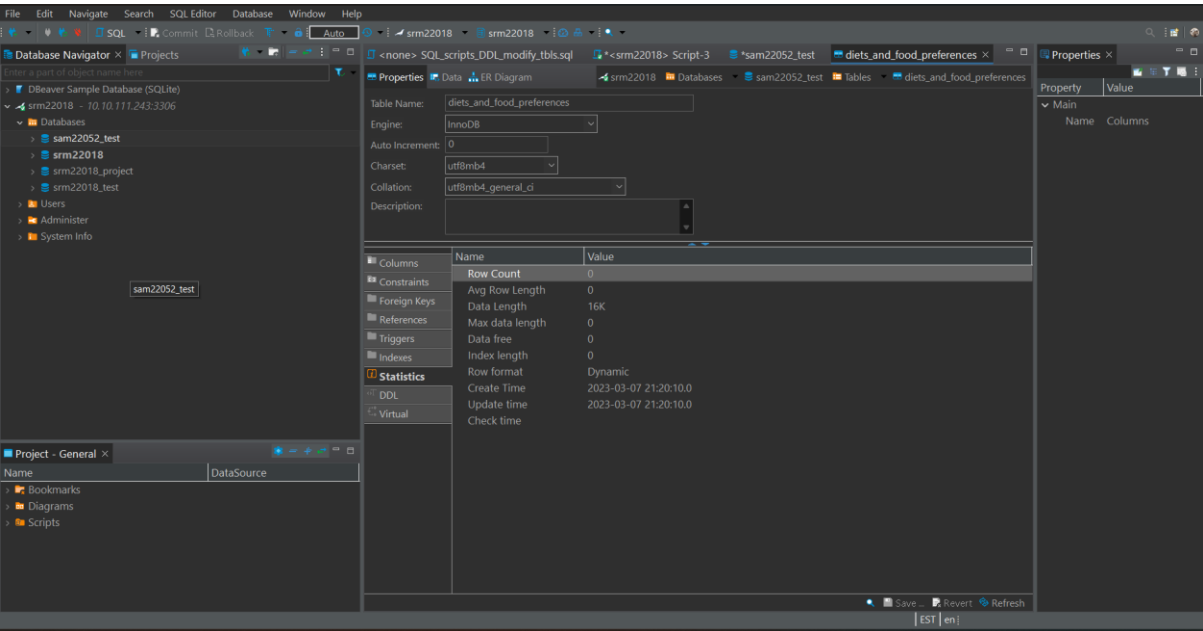 File Edit Navigate Search SQL Editor Database Window Help
SQL Commit Rollback Auto srm22018 srm22018
Database Navigator × Projects
Enter a part of object name here
DBeaver Sample Database (SQLite)
srm22018 - 10.10.111.243:3306
Databases
sam22052_test
srm22018
srm22018_project
srm22018_test
Users
Administer
System Info
sam22052_test
Project - General ×
Name DataSource
Bookmarks
Diagrams
Scripts
<none> SQL_scripts_DDL_modify_tbls.sql *<srm22018> Script-3 *sam22052_test diets_and_food_preferences ×
Properties Data ER Diagram srm22018 Databases sam22052_test Tables diets_and_food_preferences
Table Name: diets_and_food_preferences
Engine: InnoDB
Auto Increment: 0
Charset: utf8mb4
Collation: utf8mb4_general_ci
Description:
Columns
Constraints
Foreign Keys
References
Triggers
Indexes
Statistics
DDL
Virtual
Name Value
Row Count 0
Avg Row Length 0
Data Length 16K
Max data length 0
Data free 0
Index length 0
Row format Dynamic
Create Time 2023-03-07 21:20:10.0
Update time 2023-03-07 21:20:10.0
Check time
Save ... Revert Refresh
Properties ×
Property Value
Main
Name Columns
EST en